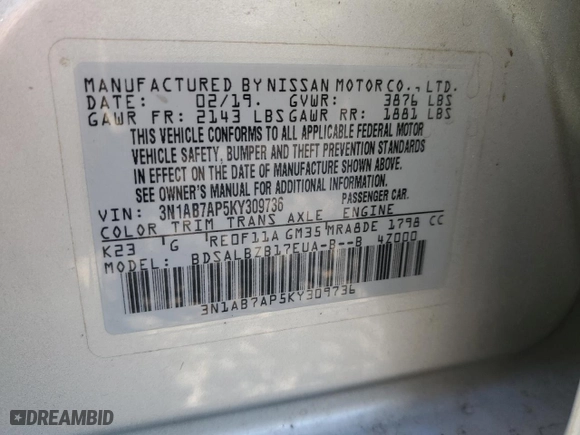 MANUFACTURED BY NISSAN MOTOR CO., LTD.
DATE: 02/19. GVWR: 3876 LBS
GAWR FR: 2143 LBS GAWR RR: 1881 LBS
THIS VEHICLE CONFORMS TO ALL APPLICABLE FEDERAL MOTOR
VEHICLE SAFETY, BUMPER AND THEFT PREVENTION STANDARDS
IN EFFECT ON THE DATE OF MANUFACTURE SHOWN ABOVE.
SEE OWNER'S MANUAL FOR ADDITIONAL INFORMATION.
VIN: 3N1AB7AP5KY309736 PASSENGER CAR.
COLOR TRIM TRANS AXLE ENGINE
K23 G RE0F11A GM35 MRA8DE 1798 CC
MODEL: BDSALBZB17EUA-B--B 4Z000
3N1AB7AP5KY309736
DREAMBID